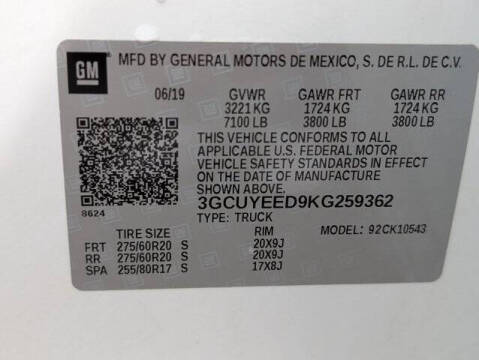 GM
MFD BY GENERAL MOTORS DE MEXICO, S. DE R.L. DE C.V.
06/19 GVWR GAWR FRT GAWR RR
3221 KG 1724 KG 1724 KG
7100 LB 3800 LB 3800 LB
THIS VEHICLE CONFORMS TO ALL
APPLICABLE U.S. FEDERAL MOTOR
VEHICLE SAFETY STANDARDS IN EFFECT
ON THE DATE OF MANUFACTURE
SHOWN ABOVE.
8624
3GCUYEED9KG259362
TYPE: TRUCK
TIRE SIZE RIM MODEL: 92CK10543
FRT 275/60R20 S 20X9J
RR 275/60R20 S 20X9J
SPA 255/80R17 S 17X8J